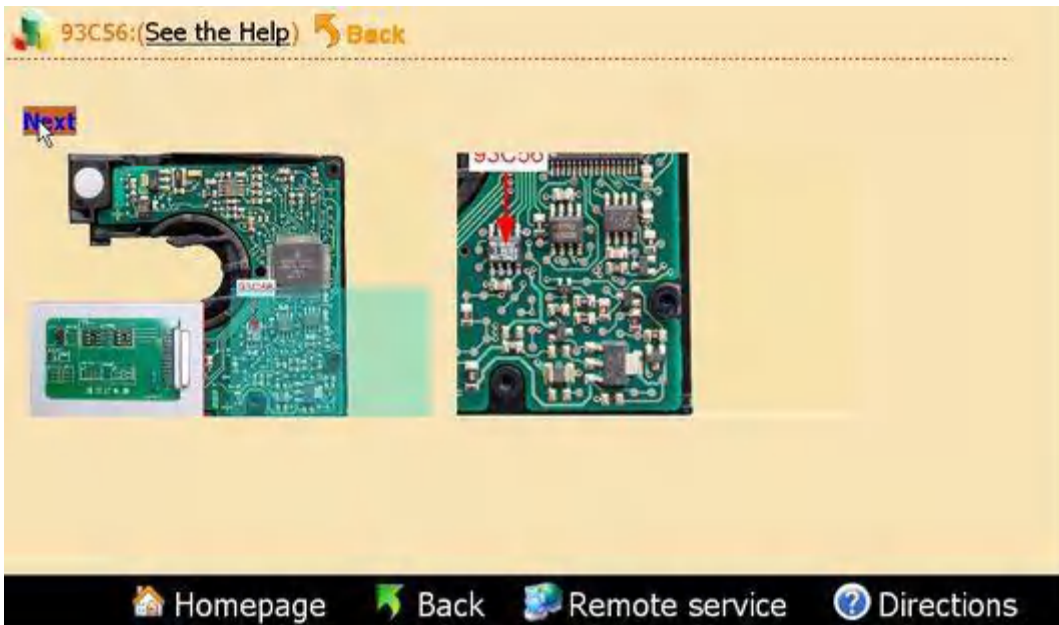 93C56:(See the Help) Back
Next
93C56
93C56
Homepage Back Remote service Directions